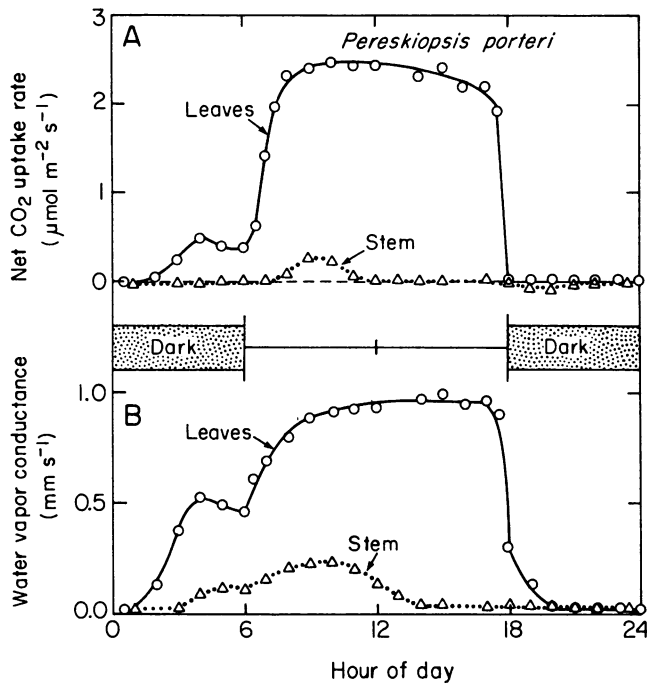 A
Pereskiopsis porteri
Net CO₂ uptake rate
(μmol m⁻² s⁻¹)
3
2
1
0
Leaves
Stem
Dark
Dark
B
Water vapor conductance
(mm s⁻¹)
1.0
0.5
0.0
Leaves
Stem
0 6 12 18 24
Hour of day